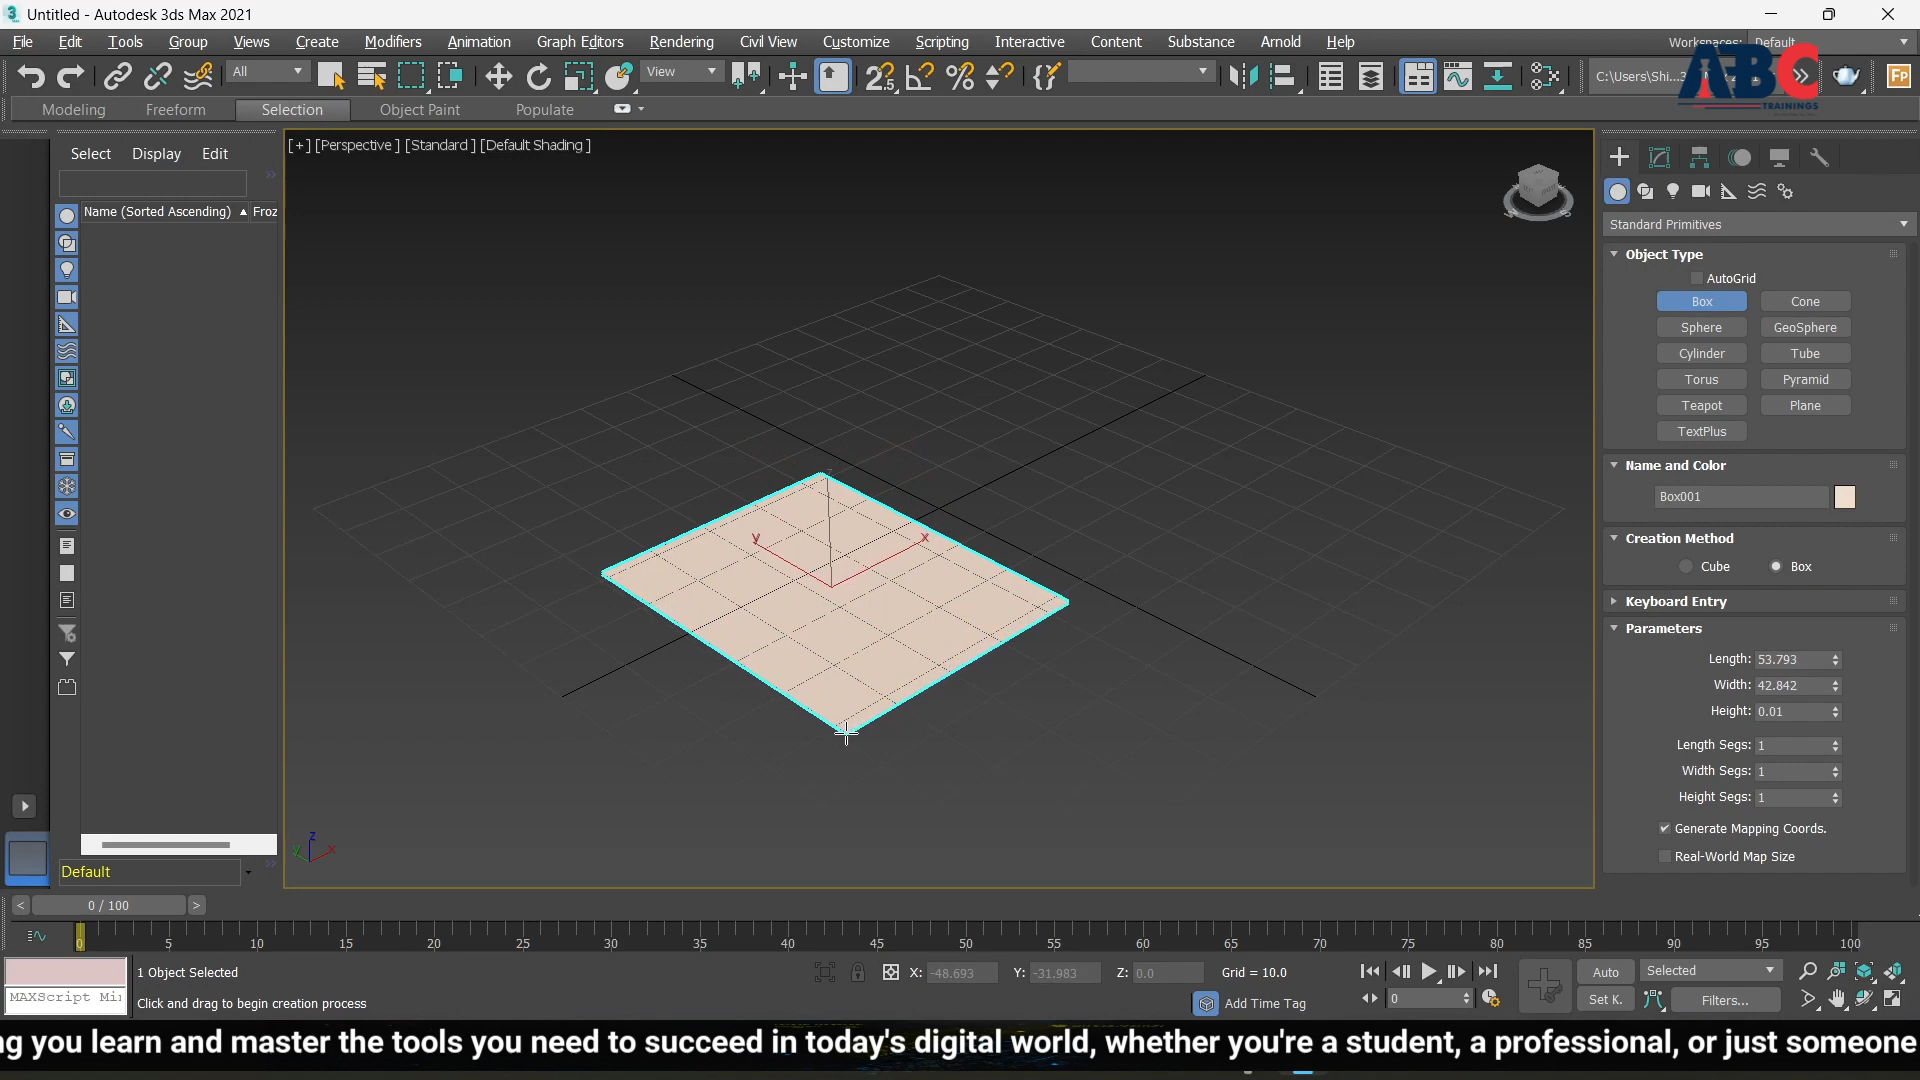 Untitled - Autodesk 3ds Max 2021
File Edit Tools Group Views Create Modifiers Animation Graph Editors Rendering Civil View Customize Scripting Interactive Content Substance Arnold Help
Workspaces: Default
All
View
C:\Users\Shi...3
ABC
TRAININGS
Modeling Freeform Selection Object Paint Populate
Select Display Edit
[+] [Perspective ] [Standard ] [Default Shading ]
Name (Sorted Ascending) Froz
Standard Primitives
Object Type
AutoGrid
Box Cone
Sphere GeoSphere
Cylinder Tube
Torus Pyramid
Teapot Plane
TextPlus
Name and Color
Box001
Creation Method
Cube Box
Keyboard Entry
Parameters
Length: 53.793
Width: 42.842
Height: 0.01
Length Segs: 1
Width Segs: 1
Height Segs: 1
Generate Mapping Coords.
Real-World Map Size
y x
z
y x
Default
< 0 / 100 >
0 5 10 15 20 25 30 35 40 45 50 55 60 65 70 75 80 85 90 95 100
1 Object Selected
X: -48.693 Y: -31.983 Z: 0.0 Grid = 10.0
Auto Selected
MAXScript Mi
Click and drag to begin creation process
Add Time Tag
0
Set K. Filters...
ng you learn and master the tools you need to succeed in today's digital world, whether you're a student, a professional, or just someone